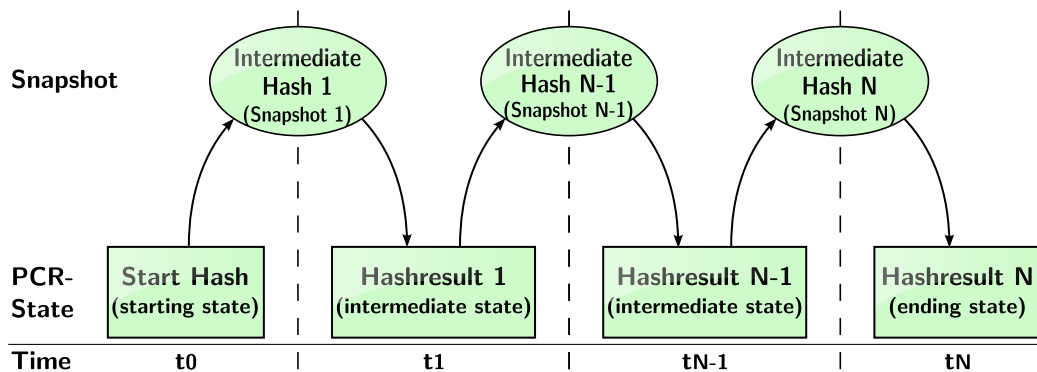 Snapshot
Intermediate
Hash 1
(Snapshot 1)
Intermediate
Hash N-1
(Snapshot N-1)
Intermediate
Hash N
(Snapshot N)
PCR-
State
Start Hash
(starting state)
Hashresult 1
(intermediate state)
Hashresult N-1
(intermediate state)
Hashresult N
(ending state)
Time t0 t1 tN-1 tN